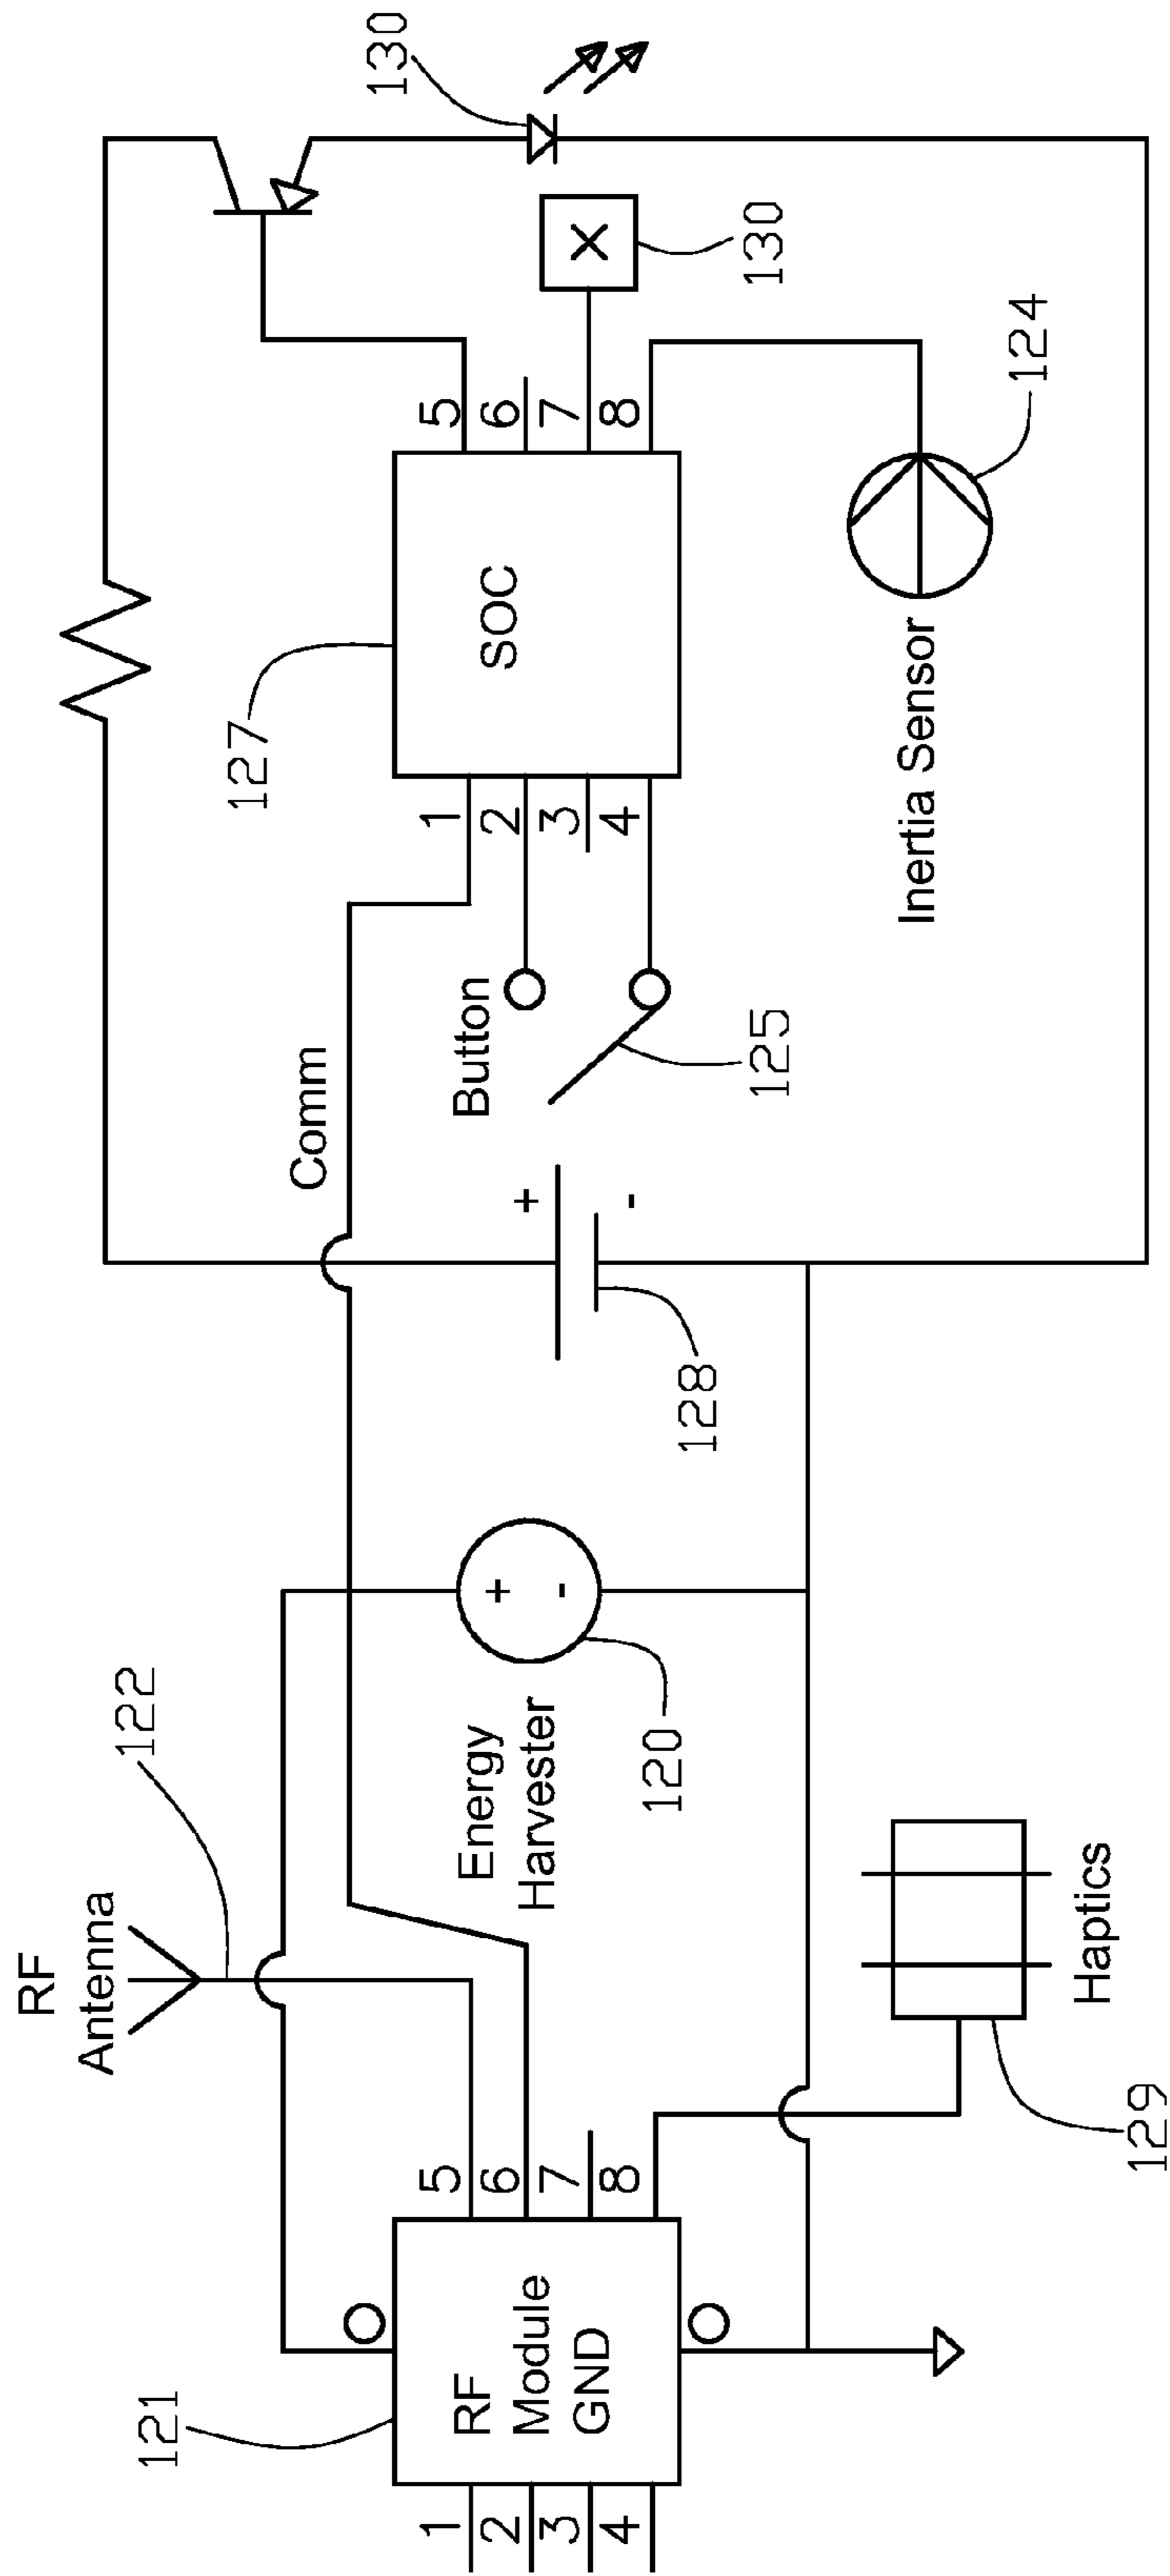 RF
Antenna
122
121
RF
Module
GND
1
2
3
4
5
6
7
8
Energy
Harvester
+
-
120
Haptics
129
Comm
+
-
128
Button
125
127
SOC
1
2
3
4
5
6
7
8
130
X
130
124
Inertia Sensor